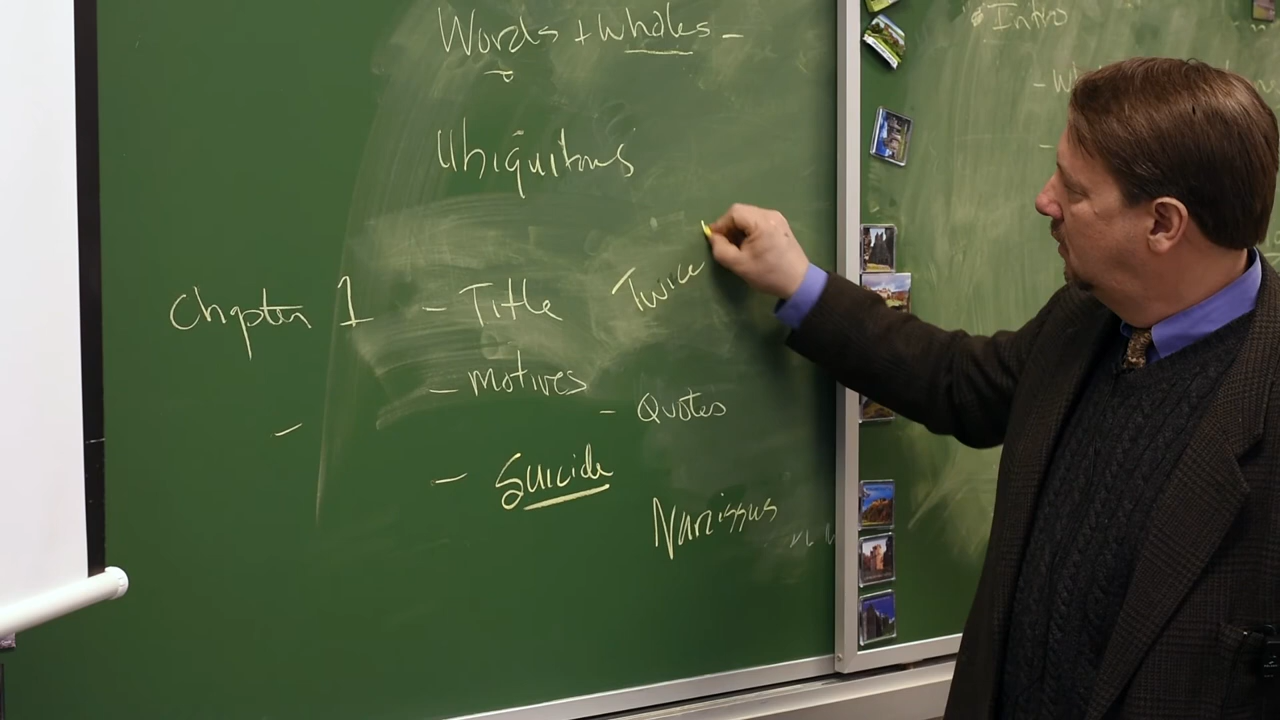 Words + Whales -
Ubiquitous
Chapter 1 - Title Twice
- Motives
- Quotes
- Suicide
Narcissus
Intro